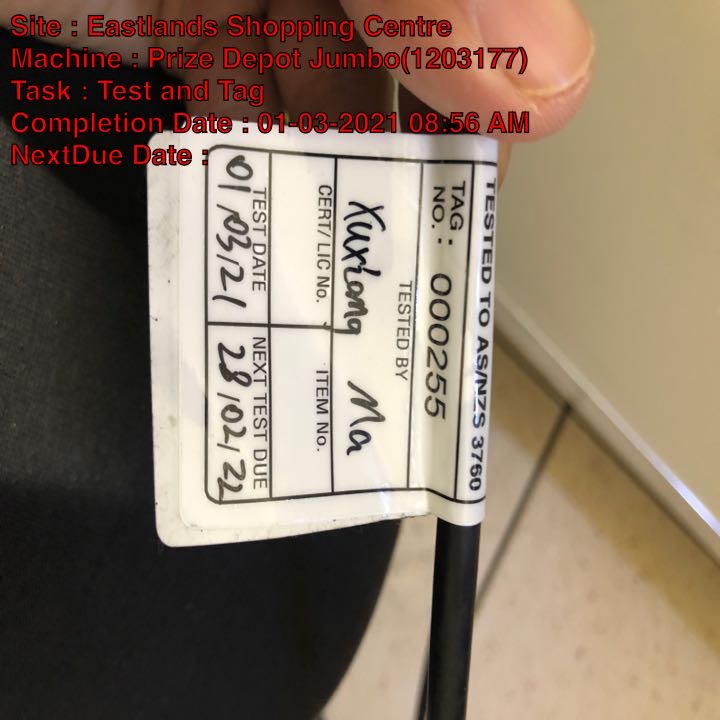 Site : Eastlands Shopping Centre
Machine : Prize Depot Jumbo(1203177)
Task : Test and Tag
Completion Date : 01-03-2021 08:56 AM
NextDue Date :
TESTED TO AS/NZS 3760
TAG NO. : 000255
TESTED BY
Xuxiang Ma
CERT/ LIC No.
ITEM No.
TEST DATE
01/03/21
NEXT TEST DUE
28/02/22